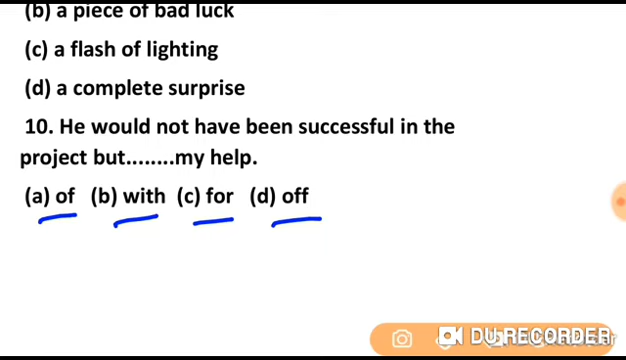 (b) a piece of bad luck
(c) a flash of lighting
(d) a complete surprise
10. He would not have been successful in the
project but........my help.
(a) of (b) with (c) for (d) off
DU RECORDER